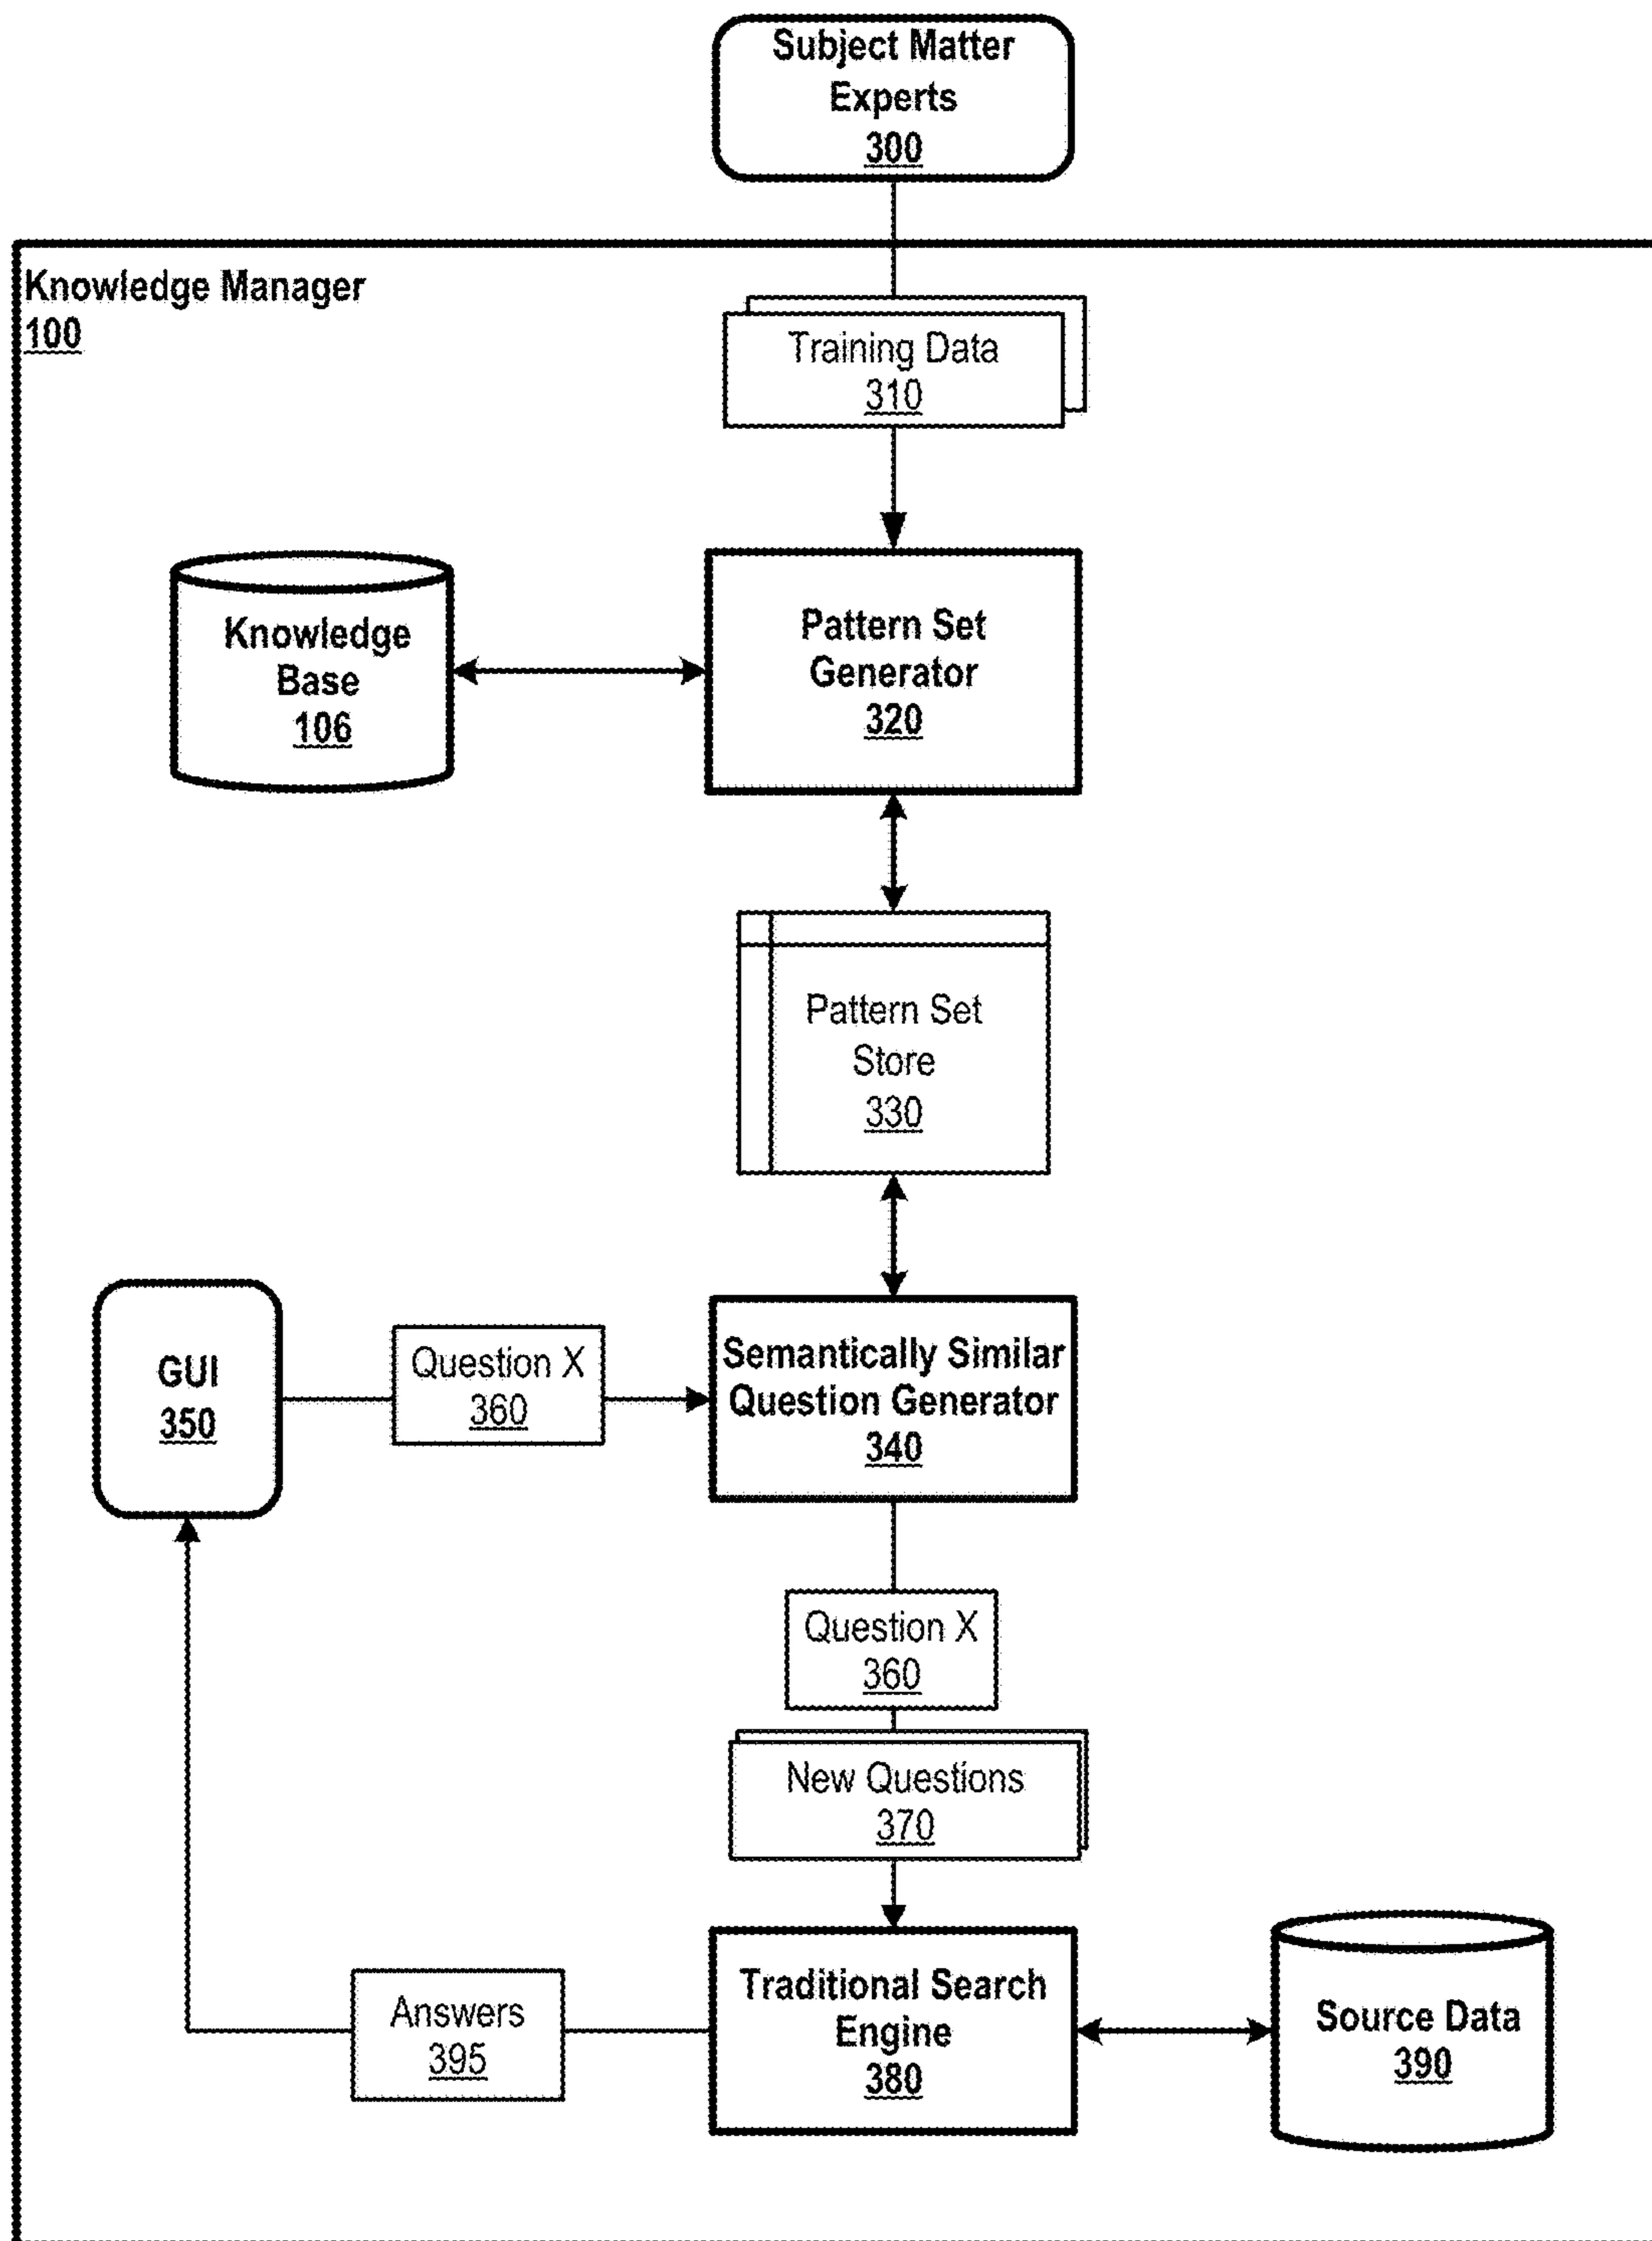 Subject Matter
Experts
300
Knowledge Manager
100
Training Data
310
Knowledge
Base
106
Pattern Set
Generator
320
Pattern Set
Store
330
GUI
350
Question X
360
Semantically Similar
Question Generator
340
Question X
360
New Questions
370
Answers
395
Traditional Search
Engine
380
Source Data
390